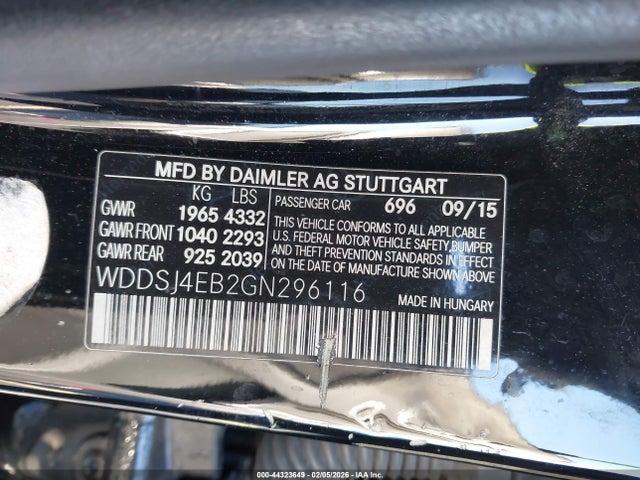 MFD BY DAIMLER AG STUTTGART
KG LBS
GVWR 1965 4332
GAWR FRONT 1040 2293
GAWR REAR 925 2039
PASSENGER CAR 696 09/15
THIS VEHICLE CONFORMS TO ALL APPLICABLE
U.S. FEDERAL MOTOR VEHICLE SAFETY, BUMPER
AND THEFT PREVENTION STANDARDS IN EFFECT
ON THE DATE OF MANUFACTURE SHOWN ABOVE.
WDDSJ4EB2GN296116
MADE IN HUNGARY
000-44323649 - 02/05/2026 - IAA, Inc.